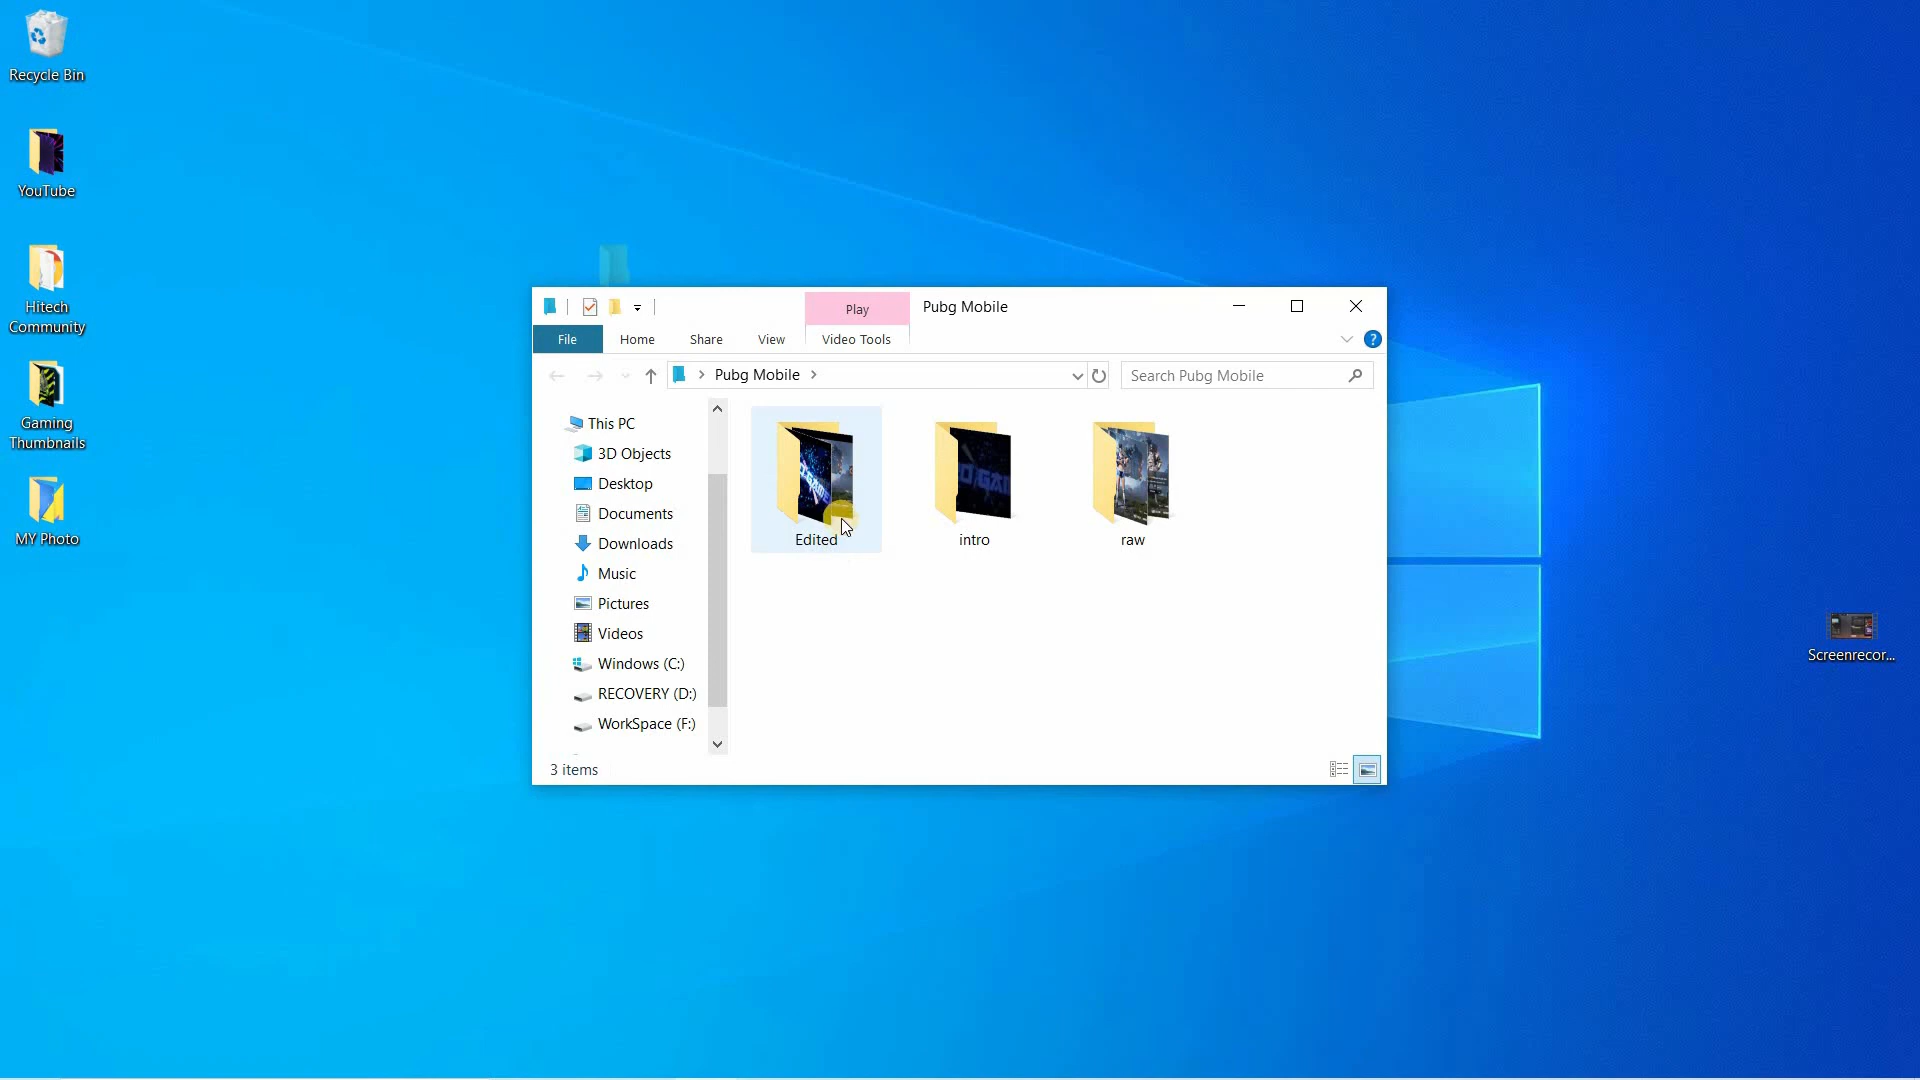 Recycle Bin
YouTube
Hitech
Community
Gaming
Thumbnails
MY Photo
Play
Pubg Mobile
File
Home
Share
View
Video Tools
?
Pubg Mobile
Search Pubg Mobile
This PC
3D Objects
Desktop
Documents
Downloads
Music
Pictures
Videos
Windows (C:)
RECOVERY (D:)
WorkSpace (F:)
Edited
intro
raw
3 items
Screenrecor...